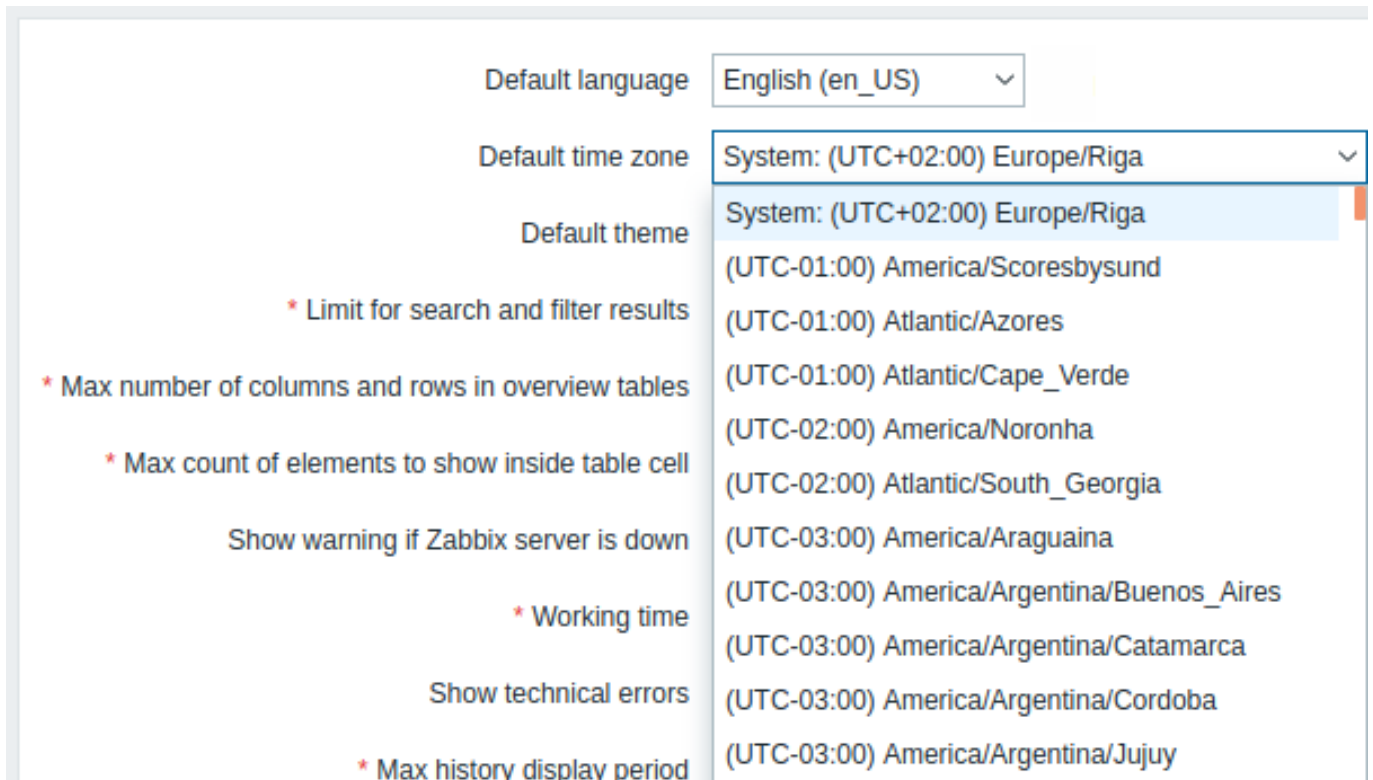 Default language English (en_US)
Default time zone System: (UTC+02:00) Europe/Riga
System: (UTC+02:00) Europe/Riga
Default theme
(UTC-01:00) America/Scoresbysund
* Limit for search and filter results
(UTC-01:00) Atlantic/Azores
* Max number of columns and rows in overview tables
(UTC-01:00) Atlantic/Cape_Verde
(UTC-02:00) America/Noronha
* Max count of elements to show inside table cell
(UTC-02:00) Atlantic/South_Georgia
Show warning if Zabbix server is down
(UTC-03:00) America/Araguaina
(UTC-03:00) America/Argentina/Buenos_Aires
* Working time
(UTC-03:00) America/Argentina/Catamarca
Show technical errors
(UTC-03:00) America/Argentina/Cordoba
(UTC-03:00) America/Argentina/Jujuy
* Max history display period